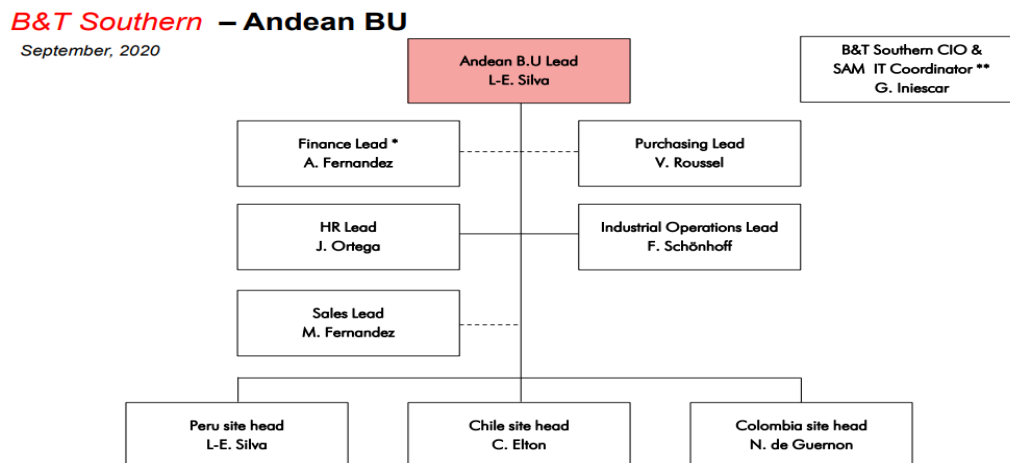 B&T Southern – Andean BU
September, 2020
Andean B.U Lead
L-E. Silva
B&T Southern CIO &
SAM IT Coordinator **
G. Iniescar
Finance Lead *
A. Fernandez
Purchasing Lead
V. Roussel
HR Lead
J. Ortega
Industrial Operations Lead
F. Schönhoff
Sales Lead
M. Fernandez
Peru site head
L-E. Silva
Chile site head
C. Elton
Colombia site head
N. de Guernon